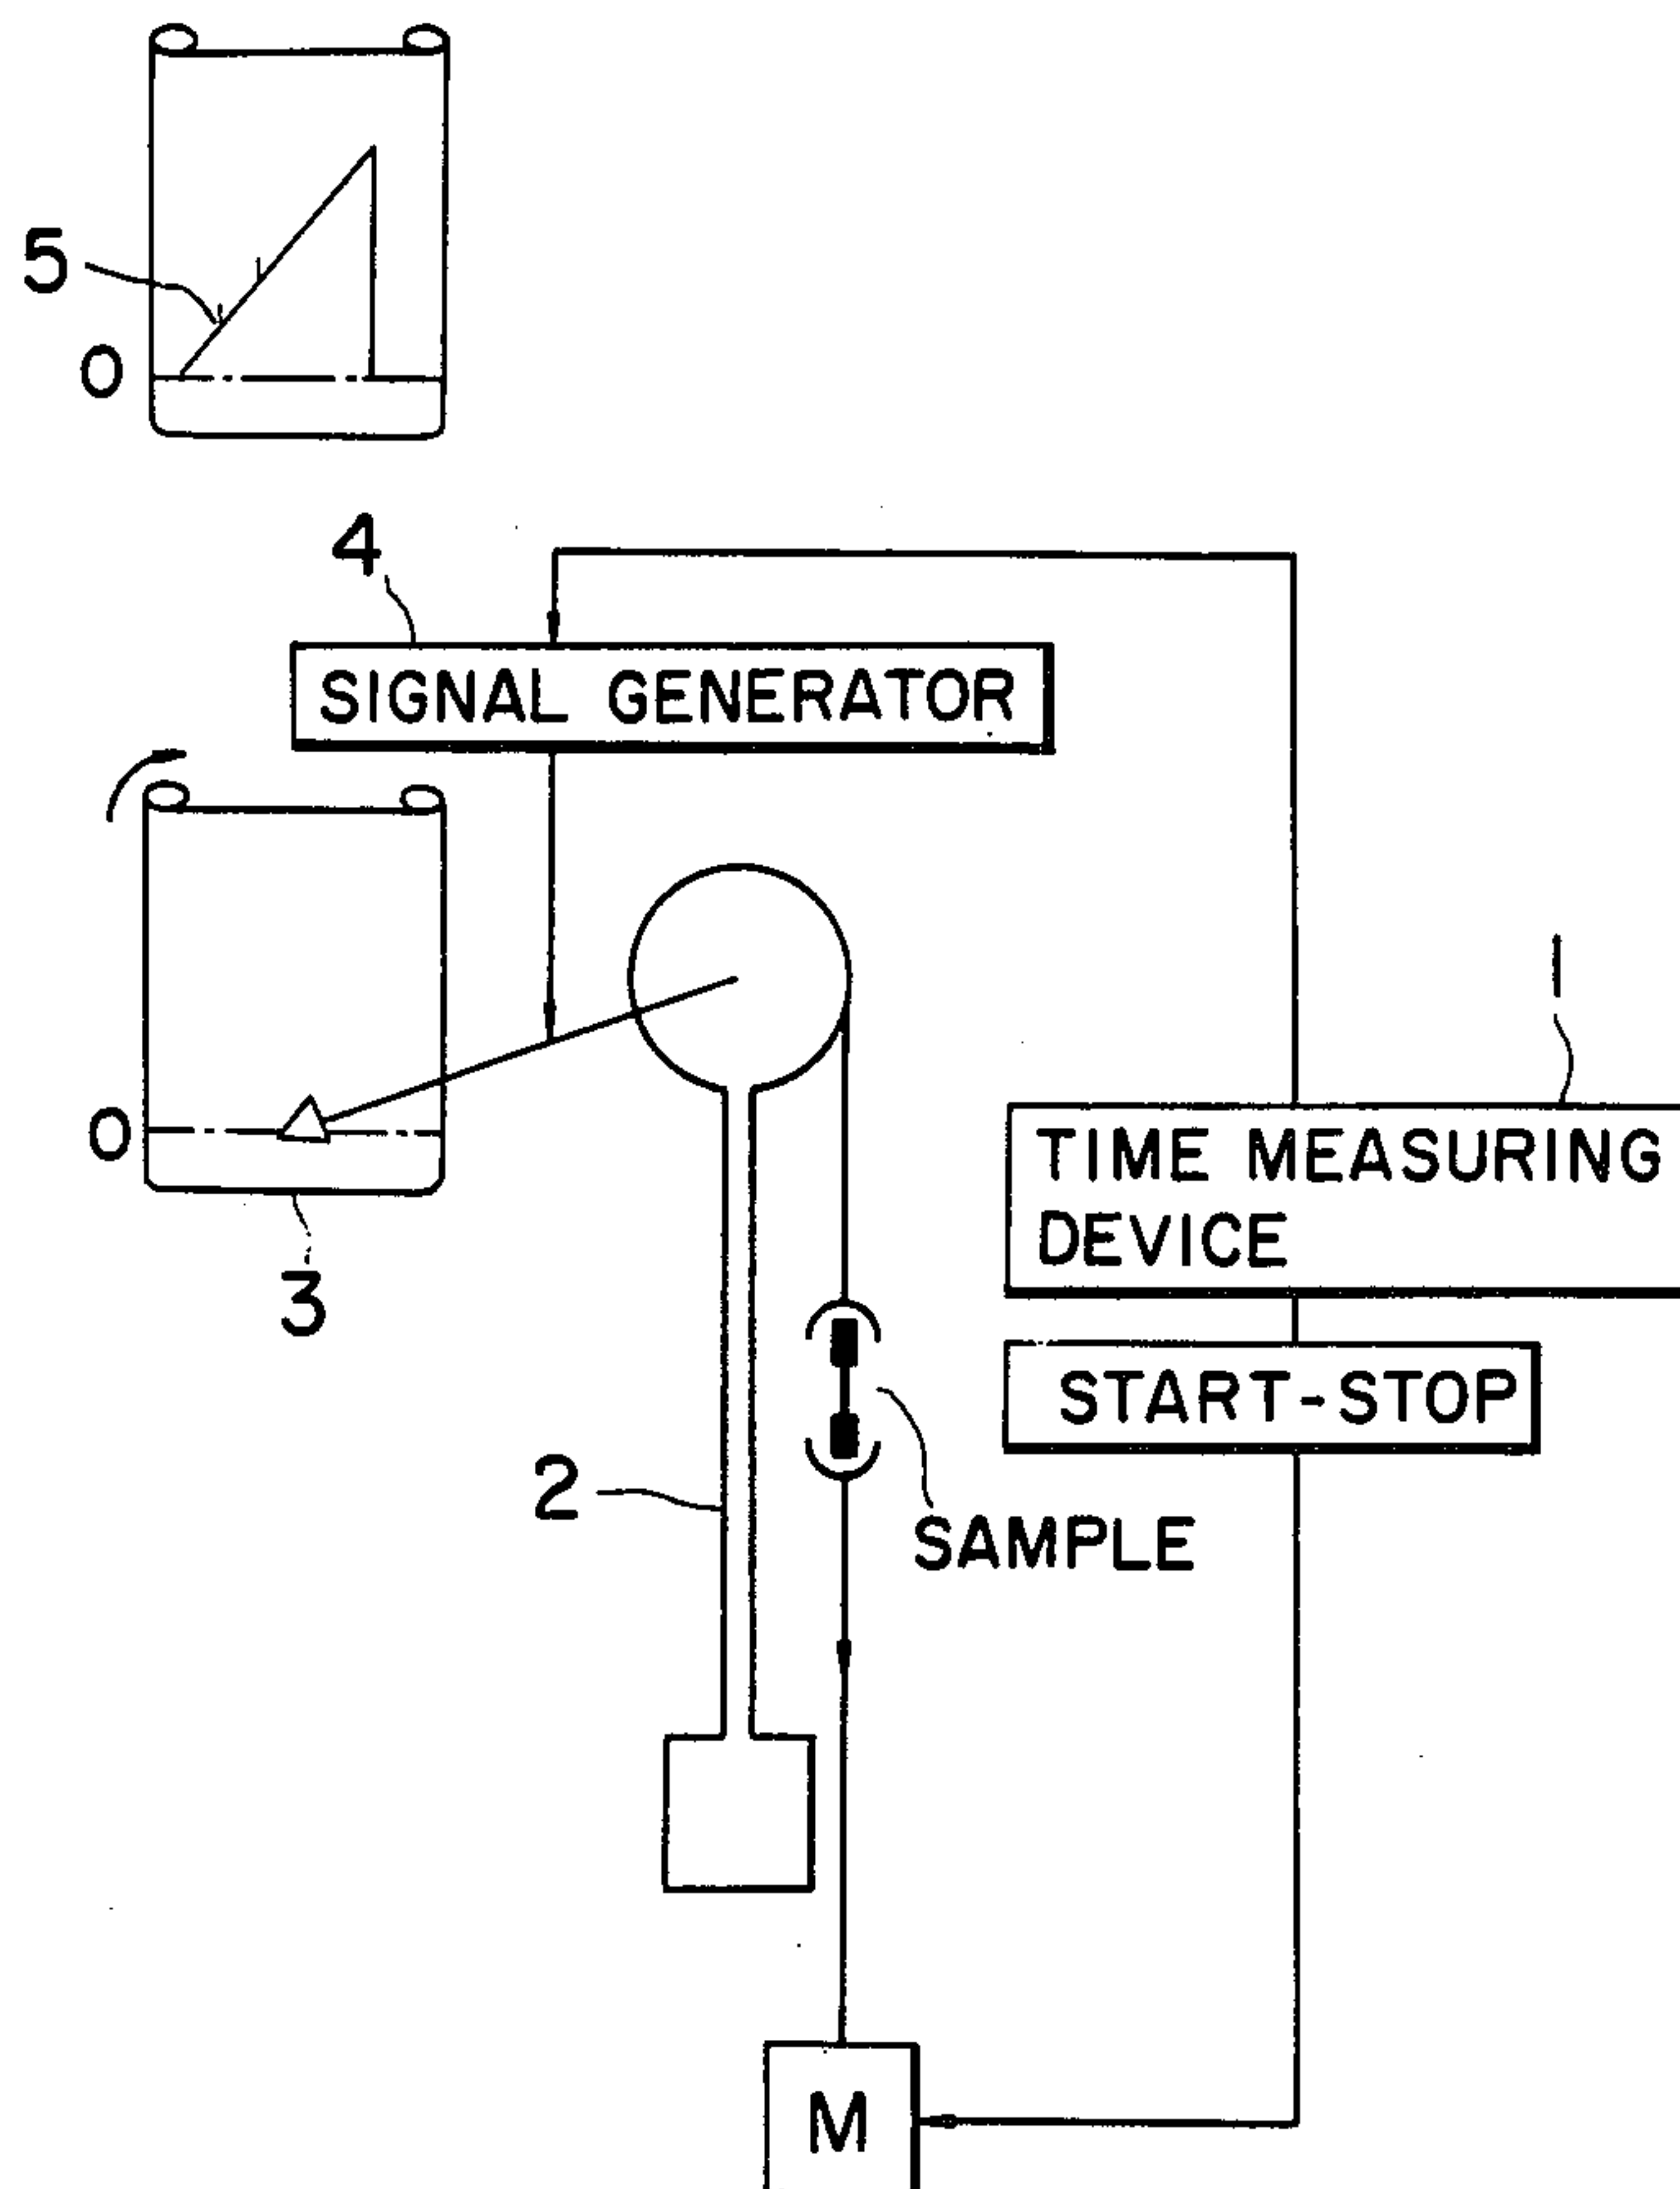 5
0
4
SIGNAL GENERATOR
1
0
TIME MEASURING
DEVICE
3
START-STOP
2
SAMPLE
M